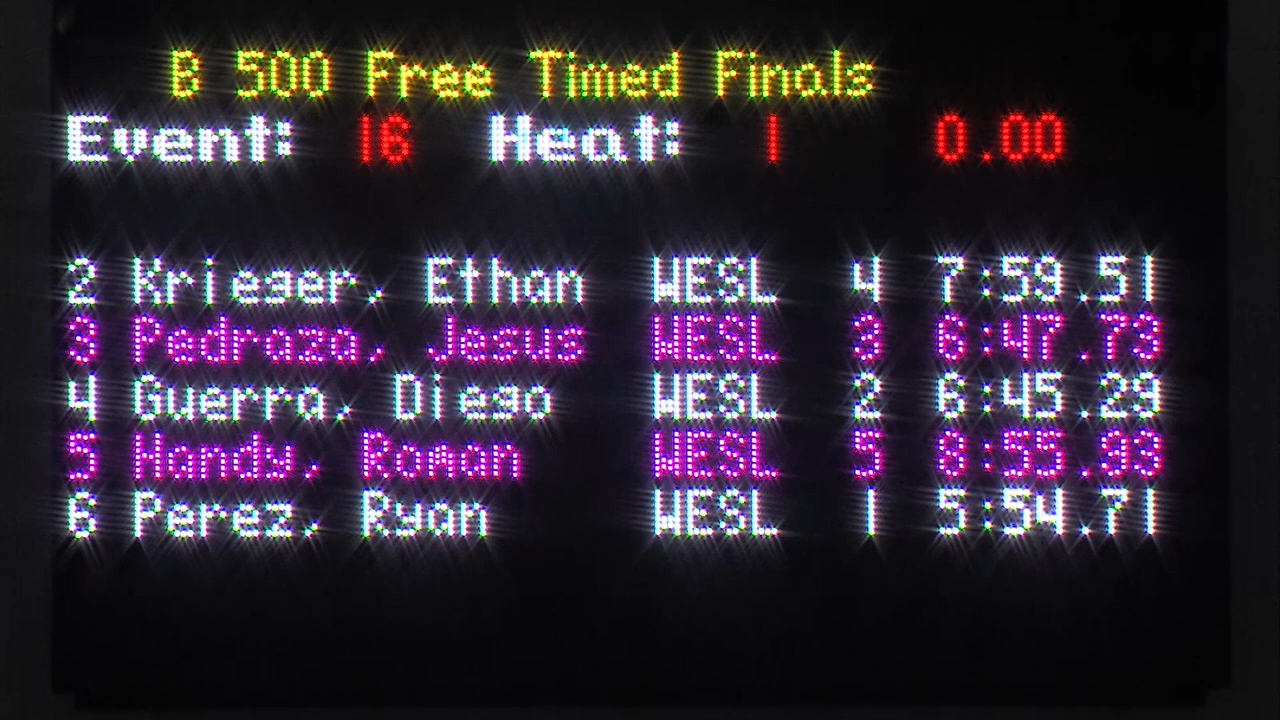 B 500 Free Timed Finals
Event: 16 Heat: 1 0.00
2 Krieger, Ethan WESL 4 7:59.51
3 Pedraza, Jesus WESL 3 6:47.73
4 Guerra, Diego WESL 2 6:45.29
5 Handy, Roman WESL 5 8:55.93
6 Perez, Ryan WESL 1 5:54.71